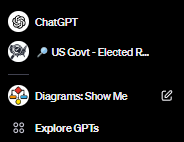 ChatGPT
🔎 US Govt - Elected R...
Diagrams: Show Me
Explore GPTs